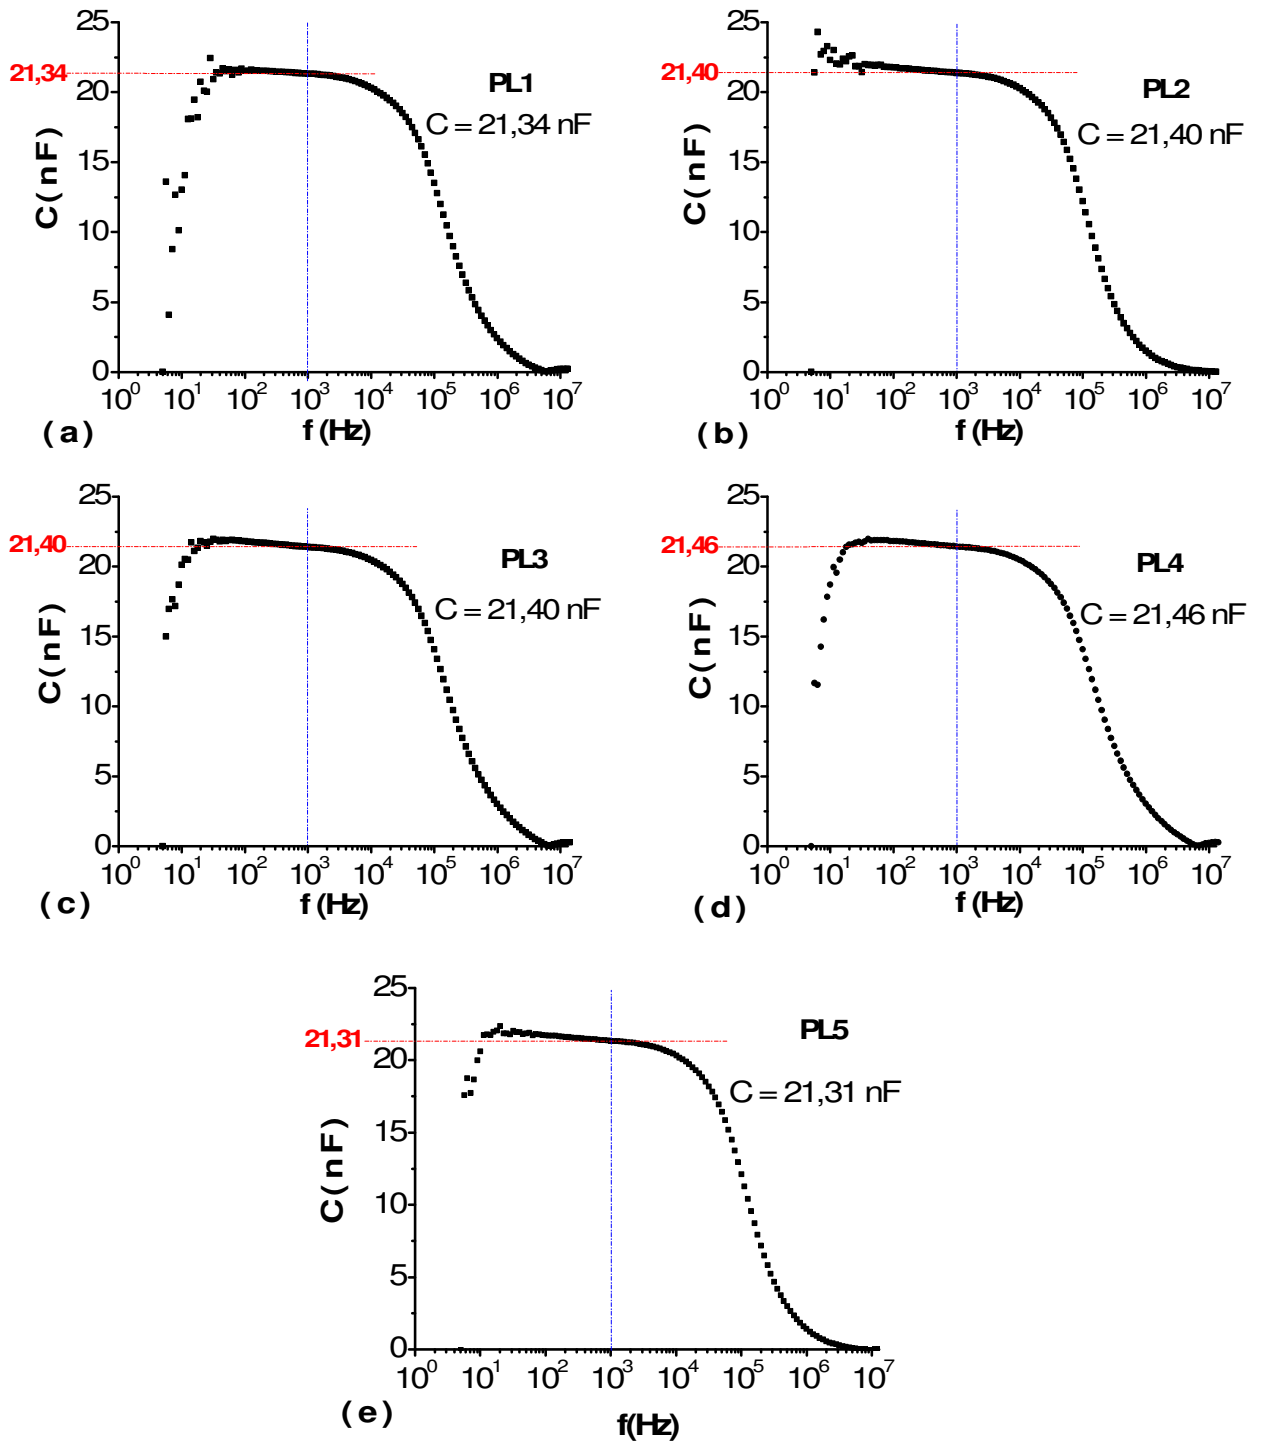 25
20
15
10
5
0
21,34
C(nF)
PL1
C = 21,34 nF
10⁰ 10¹ 10² 10³ 10⁴ 10⁵ 10⁶ 10⁷
(a)
f (Hz)
25
20
15
10
5
0
21,40
C(nF)
PL2
C = 21,40 nF
10⁰ 10¹ 10² 10³ 10⁴ 10⁵ 10⁶ 10⁷
(b)
f (Hz)
25
20
15
10
5
0
21,40
C(nF)
PL3
C = 21,40 nF
10⁰ 10¹ 10² 10³ 10⁴ 10⁵ 10⁶ 10⁷
(c)
f (Hz)
25
20
15
10
5
0
21,46
C(nF)
PL4
C = 21,46 nF
10⁰ 10¹ 10² 10³ 10⁴ 10⁵ 10⁶ 10⁷
(d)
f (Hz)
25
20
15
10
5
0
21,31
C(nF)
PL5
C = 21,31 nF
10⁰ 10¹ 10² 10³ 10⁴ 10⁵ 10⁶ 10⁷
(e)
f(Hz)